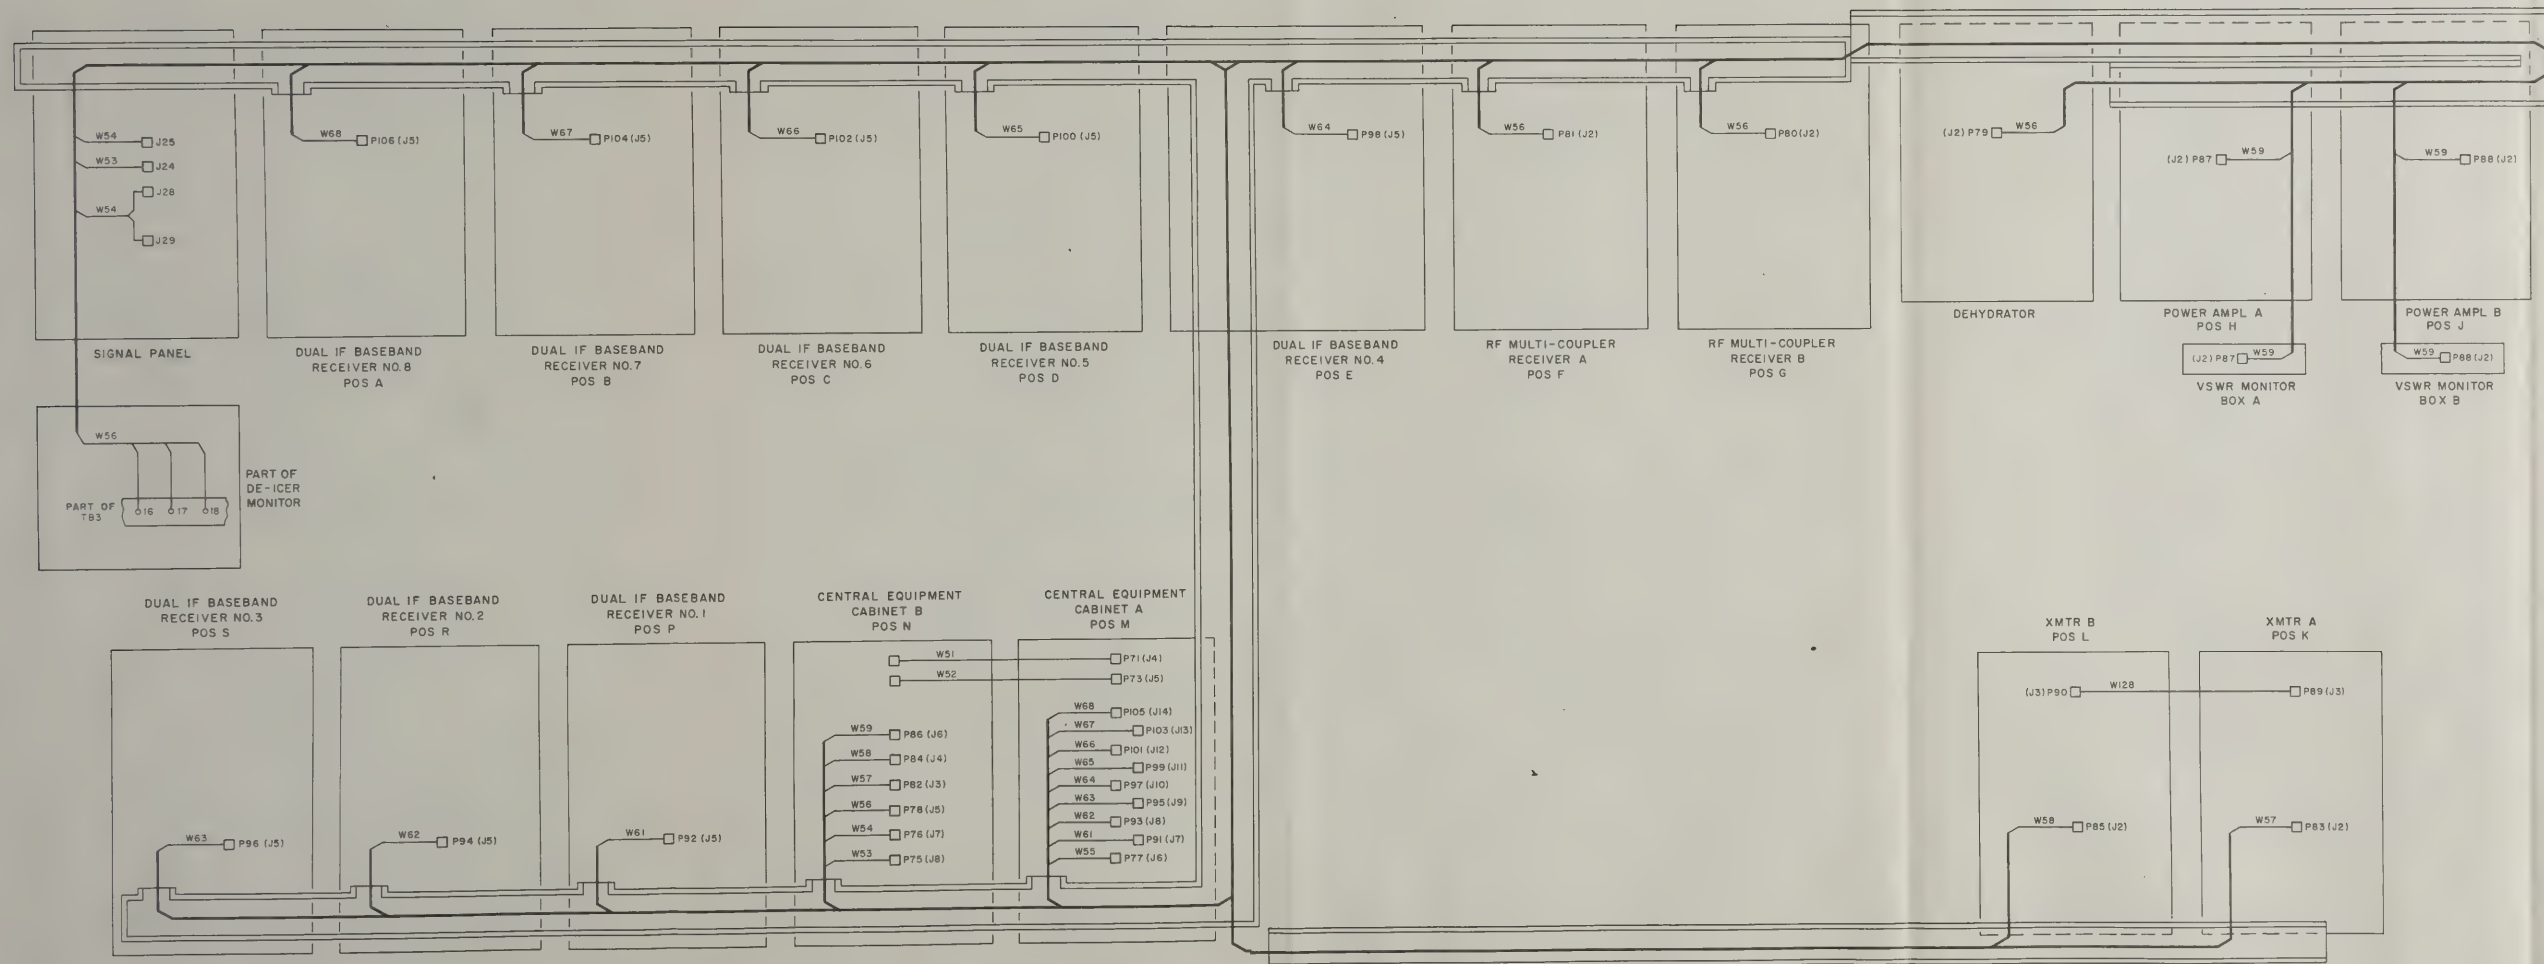 W54
J25
W53
J24
J28
W54
J29
SIGNAL PANEL
W68
P106 (J5)
DUAL IF BASEBAND
RECEIVER NO.8
POS A
W67
P104 (J5)
DUAL IF BASEBAND
RECEIVER NO.7
POS B
W66
P102 (J5)
DUAL IF BASEBAND
RECEIVER NO.6
POS C
W65
P100 (J5)
DUAL IF BASEBAND
RECEIVER NO.5
POS D
W64
P98 (J5)
DUAL IF BASEBAND
RECEIVER NO.4
POS E
W56
P81 (J2)
RF MULTI-COUPLER
RECEIVER A
POS F
W56
P80 (J2)
RF MULTI-COUPLER
RECEIVER B
POS G
(J2) P79
W56
DEHYDRATOR
(J2) P87
W59
POWER AMPL A
POS H
W59
P88 (J2)
POWER AMPL B
POS J
(J2) P87
W59
VSWR MONITOR
BOX A
W59
P88 (J2)
VSWR MONITOR
BOX B
W56
PART OF
TB3
16
17
18
PART OF
DE-ICER
MONITOR
DUAL IF BASEBAND
RECEIVER NO.3
POS S
W63
P96 (J5)
DUAL IF BASEBAND
RECEIVER NO.2
POS R
W62
P94 (J5)
DUAL IF BASEBAND
RECEIVER NO.1
POS P
W61
P92 (J5)
CENTRAL EQUIPMENT
CABINET B
POS N
W51
W52
W59
P86 (J6)
W58
P84 (J4)
W57
P82 (J3)
W56
P78 (J5)
W54
P76 (J7)
W53
P75 (J8)
CENTRAL EQUIPMENT
CABINET A
POS M
P71 (J4)
P73 (J5)
W68
P105 (J14)
W67
P103 (J13)
W66
P101 (J12)
W65
P99 (J11)
W64
P97 (J10)
W63
P95 (J9)
W62
P93 (J8)
W61
P91 (J7)
W55
P77 (J6)
XMTR B
POS L
(J3) P90
W128
W58
P85 (J2)
XMTR A
POS K
P89 (J3)
W57
P83 (J2)